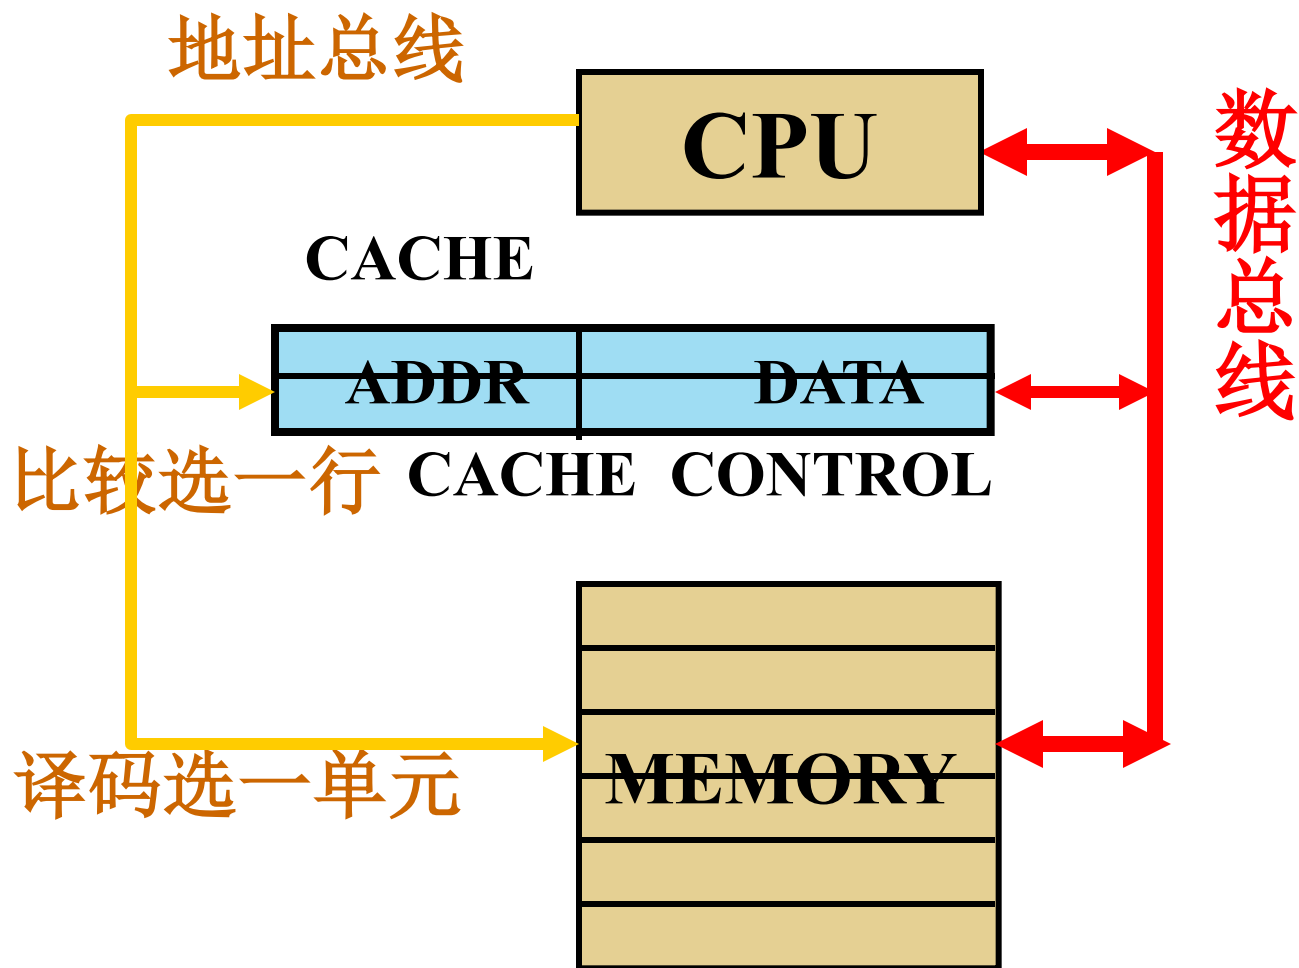 地址总线
CPU
数据总线
CACHE
ADDR DATA
比较选一行
CACHE CONTROL
译码选一单元
MEMORY